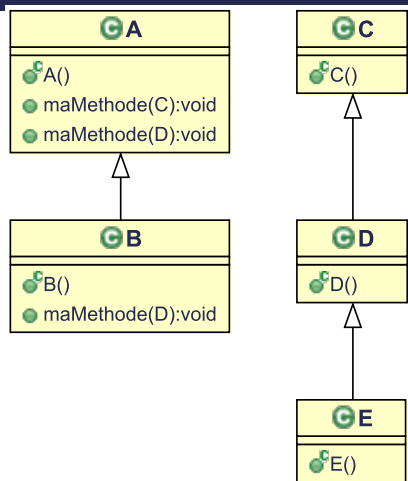 A
A()
maMethode(C):void
maMethode(D):void
B
B()
maMethode(D):void
C
C()
D
D()
E
E()